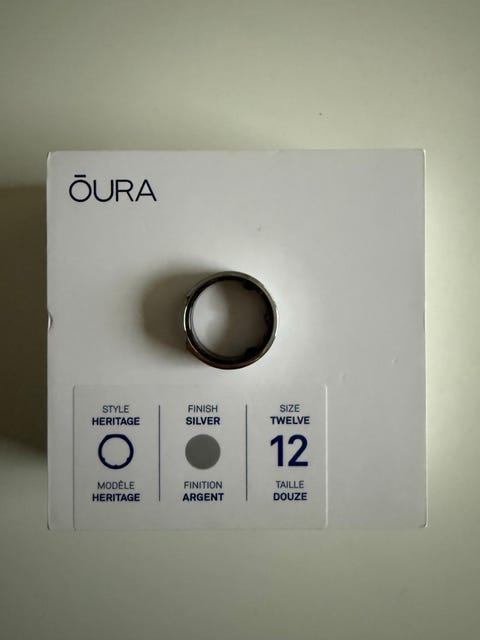 ŌURA
STYLE
HERITAGE
MODÈLE
HERITAGE
FINISH
SILVER
FINITION
ARGENT
SIZE
TWELVE
12
TAILLE
DOUZE